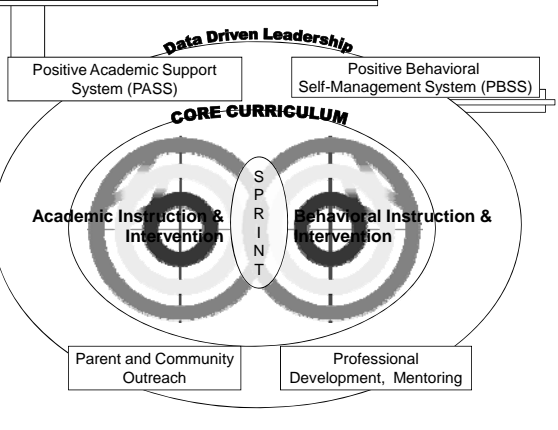 Data Driven Leadership
Positive Academic Support
System (PASS)
Positive Behavioral
Self-Management System (PBSS)
CORE CURRICULUM
Academic Instruction &
Intervention
S
P
R
I
N
T
Behavioral Instruction &
Intervention
Parent and Community
Outreach
Professional
Development, Mentoring